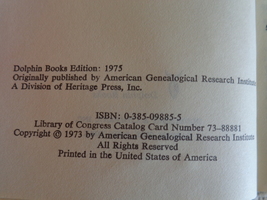 Dolphin Books Edition: 1975
Originally published by American Genealogical Research Institute
A Division of Heritage Press, Inc.
ISBN: 0-385-09885-5
Library of Congress Catalog Card Number 73-88881
Copyright © 1973 by American Genealogical Research Institute
All Rights Reserved
Printed in the United States of America